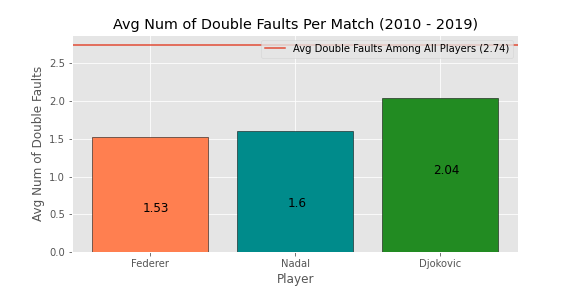 Avg Num of Double Faults Per Match (2010 - 2019)
Avg Double Faults Among All Players (2.74)
Avg Num of Double Faults
2.5
2.0
1.5
1.0
0.5
0.0
1.53
1.6
2.04
Federer
Nadal
Djokovic
Player